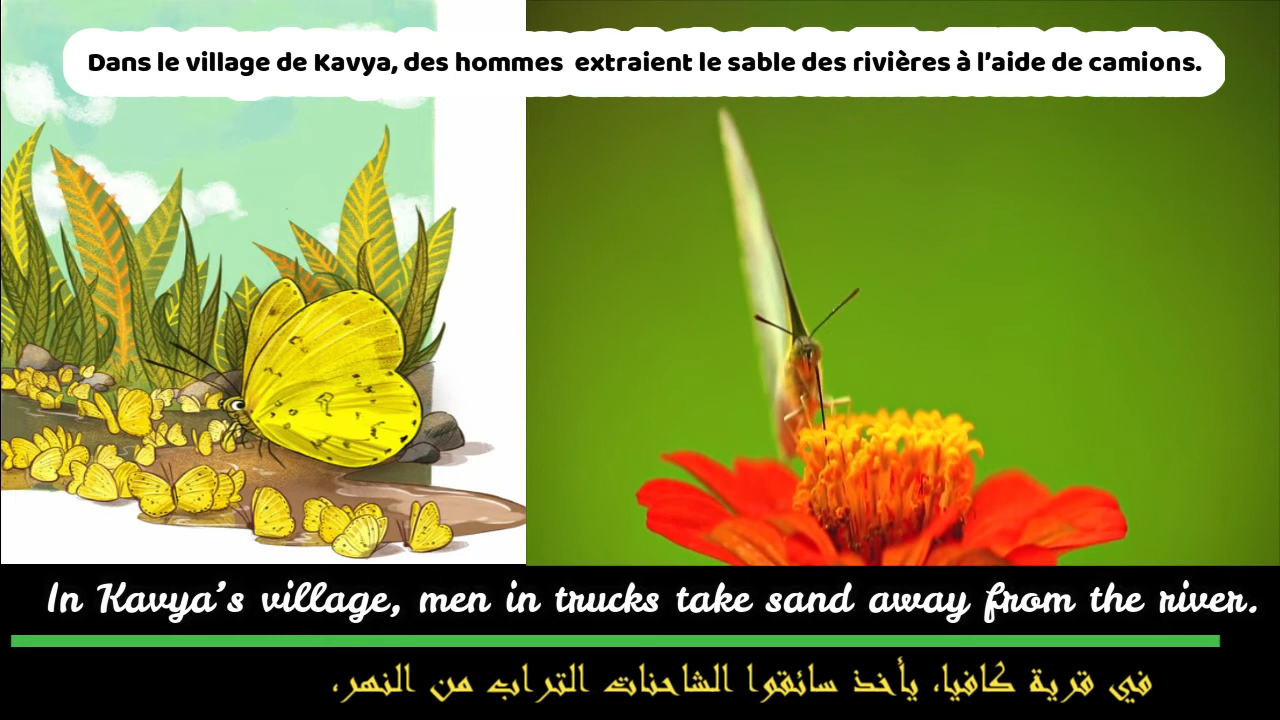 Dans le village de Kavya, des hommes extraient le sable des rivières à l'aide de camions.
In Kavya's village, men in trucks take sand away from the river.
في قرية كافيا، يأخذ سائقوا الشاحنات التراب من النهر،